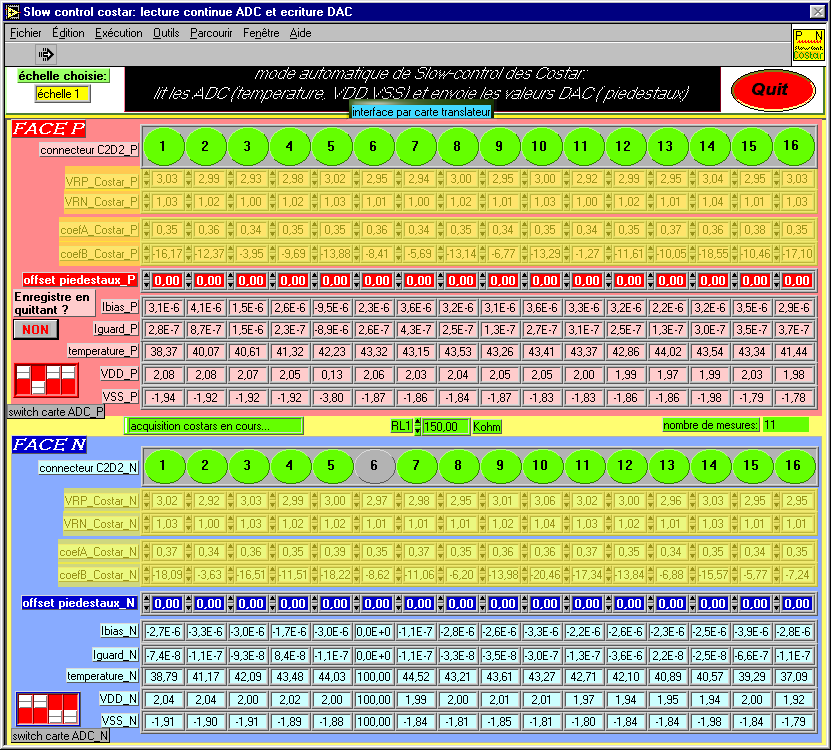 Slow control costar: lecture continue ADC et ecriture DAC
Fichier Édition Exécution Outils Parcourir Fenêtre Aide
P N
CoStar
échelle choisie:
échelle 1
mode automatique de Slow-control des Costar:
lit les ADC (temperature, VDD,VSS) et envoie les valeurs DAC ( piedestaux)
Quit
interface par carte translateur
FACE P
connecteur C2D2_P 1 2 3 4 5 6 7 8 9 10 11 12 13 14 15 16
VRP_Costar_P 3,03 2,99 2,93 2,98 3,02 2,95 2,94 3,00 2,95 3,00 2,92 2,99 2,95 3,04 2,95 3,03
VRN_Costar_P 1,03 1,02 1,00 1,02 1,03 1,01 1,00 1,02 1,01 1,02 1,01 1,02 1,01 1,04 1,01 1,03
coefA_Costar_P 0,35 0,36 0,34 0,34 0,35 0,35 0,34 0,35 0,34 0,35 0,34 0,37 0,36 0,38 0,35
coefB_Costar_P -16,17 -12,37 -3,95 -9,69 -13,88 -8,41 -5,69 -13,14 -6,77 -13,29 -1,27 -11,61 -10,05 -18,55 -10,46 -17,10
offset piedestaux_P 0,00 0,00 0,00 0,00 0,00 0,00 0,00 0,00 0,00 0,00 0,00 0,00 0,00 0,00 0,00 0,00
Enregistre en
quittant ?
NON
Ibias_P 3,1E-6 4,1E-6 1,5E-6 2,6E-6 -9,5E-6 2,3E-6 3,6E-6 3,2E-6 3,1E-6 3,6E-6 3,3E-6 3,2E-6 2,2E-6 3,2E-6 3,5E-6 2,9E-6
Iguard_P 2,8E-7 8,7E-7 1,5E-6 2,3E-7 -8,9E-6 2,6E-7 4,3E-7 2,5E-7 1,3E-7 2,7E-7 3,1E-7 2,5E-7 1,3E-7 3,0E-7 3,5E-7 3,7E-7
temperature_P 38,37 40,07 40,61 41,32 42,23 43,32 43,15 43,53 43,26 43,41 43,37 42,86 44,02 43,54 43,34 41,44
VDD_P 2,08 2,08 2,07 2,05 0,13 2,06 2,03 2,04 2,05 2,05 2,00 1,99 1,97 1,99 2,03 1,98
VSS_P -1,94 -1,92 -1,92 -1,92 -3,80 -1,87 -1,85 -1,87 -1,86 -1,84 -1,83 -1,86 -1,86 -1,98 -1,79 -1,78
switch carte ADC_P
acquisition costars en cours...
RL1 150,00 Kohm
nombre de mesures: 11
FACE N
connecteur C2D2_N 1 2 3 4 5 6 7 8 9 10 11 12 13 14 15 16
VRP_Costar_N 3,02 2,92 3,03 2,99 3,00 2,97 2,98 2,95 3,01 3,06 3,02 3,00 2,96 3,03 2,95 2,95
VRN_Costar_N 1,03 1,00 1,03 1,02 1,02 1,01 1,01 1,01 1,02 1,04 1,03 1,02 1,01 1,03 1,01 1,01
coefA_Costar_N 0,37 0,34 0,36 0,35 0,39 0,35 0,36 0,34 0,35 0,36 0,35 0,36 0,34 0,35 0,34 0,35
coefB_Costar_N -18,09 -3,63 -16,51 -11,51 -18,22 -8,62 -11,06 -6,20 -13,98 -20,46 -17,34 -13,84 -6,88 -15,57 -5,77 -7,24
offset piedestaux_N 0,00 0,00 0,00 0,00 0,00 0,00 0,00 0,00 0,00 0,00 0,00 0,00 0,00 0,00 0,00 0,00
Ibias_N -2,7E-6 -3,3E-6 -3,0E-6 -1,7E-6 -3,0E-6 0,0E+0 -1,1E-7 -2,8E-6 -2,6E-6 -3,3E-6 -2,2E-6 -2,6E-6 -2,3E-6 -2,5E-6 -3,9E-6 -2,8E-6
Iguard_N -7,4E-8 -1,1E-7 -9,3E-8 8,4E-8 -1,1E-7 0,0E+0 -1,1E-7 -3,3E-8 -3,5E-8 -3,0E-7 -1,3E-7 -3,6E-8 2,2E-8 -2,5E-8 -6,6E-7 -1,1E-7
temperature_N 38,79 41,17 42,09 43,48 44,03 100,00 44,52 43,21 43,61 43,27 42,71 42,10 40,89 40,57 39,29 37,09
VDD_N 2,04 2,04 2,00 2,02 2,00 100,00 1,99 2,00 2,01 2,01 1,97 1,94 1,95 1,94 2,00 1,92
VSS_N -1,91 -1,90 -1,91 -1,89 -1,88 100,00 -1,84 -1,81 -1,85 -1,81 -1,80 -1,84 -1,84 -1,98 -1,84 -1,79
switch carte ADC_N